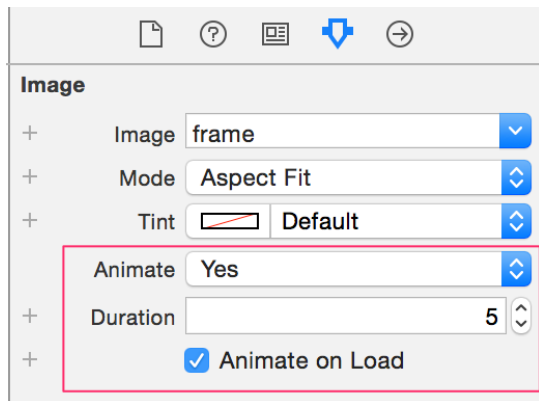 Image
Image frame
Mode Aspect Fit
Tint Default
Animate Yes
Duration 5
Animate on Load